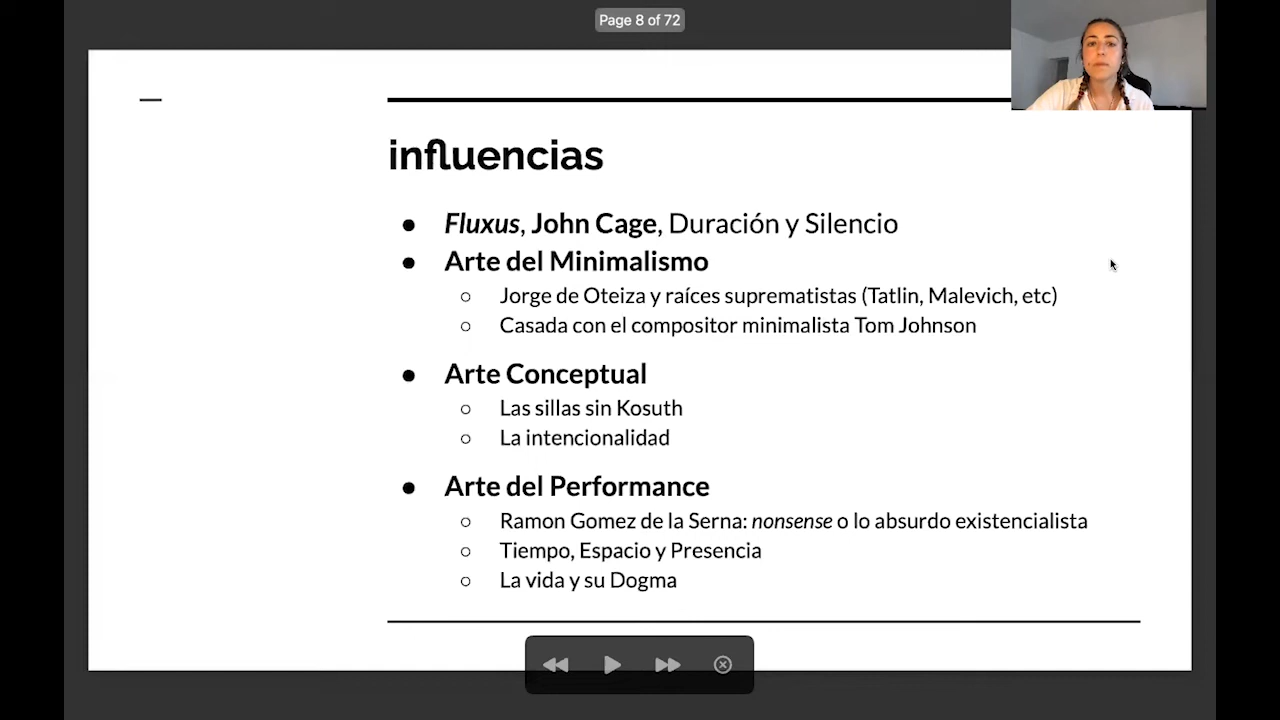 Page 8 of 72
influencias
● Fluxus, John Cage, Duración y Silencio
● Arte del Minimalismo
○ Jorge de Oteiza y raíces suprematistas (Tatlin, Malevich, etc)
○ Casada con el compositor minimalista Tom Johnson
● Arte Conceptual
○ Las sillas sin Kosuth
○ La intencionalidad
● Arte del Performance
○ Ramon Gomez de la Serna: nonsense o lo absurdo existencialista
○ Tiempo, Espacio y Presencia
○ La vida y su Dogma